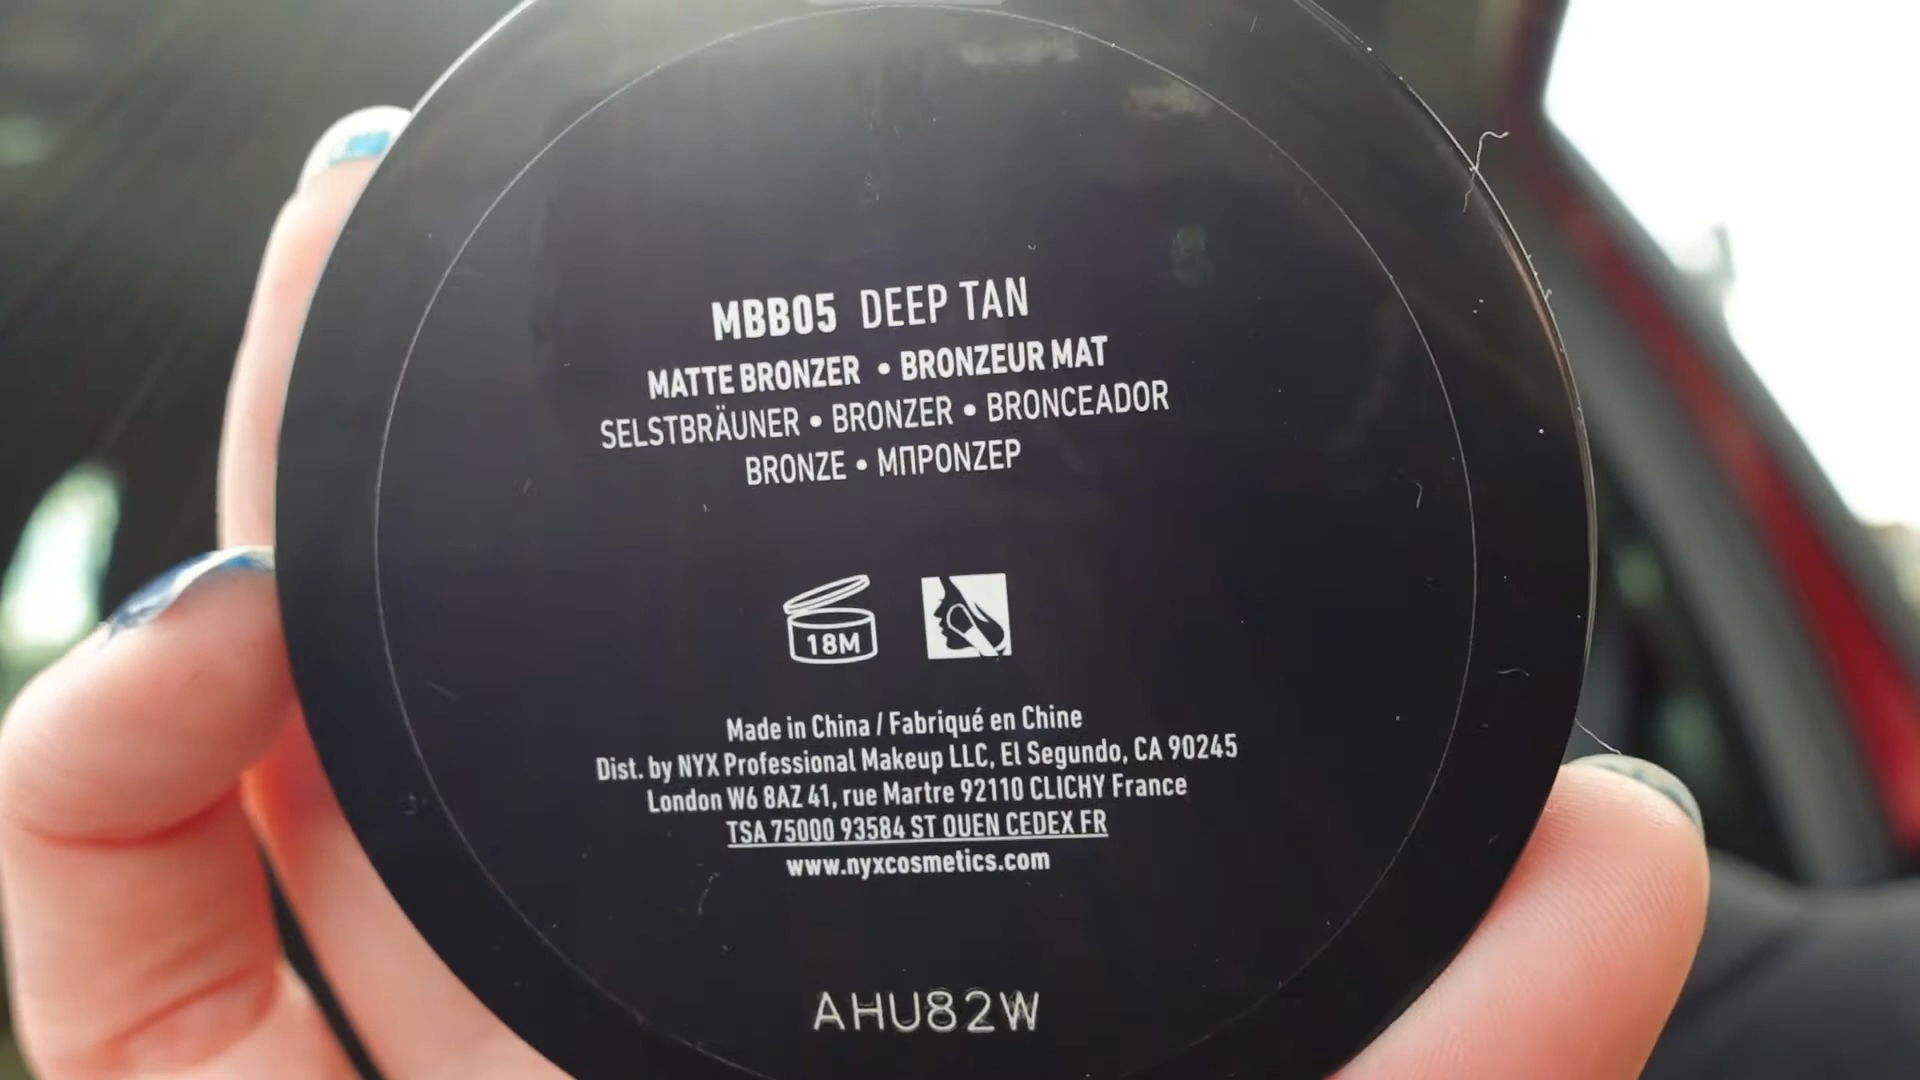 MBB05 DEEP TAN
MATTE BRONZER • BRONZEUR MAT
SELSTBRÄUNER • BRONZER • BRONCEADOR
BRONZE • ΜΠΡΟΝΖΕΡ
18M
Made in China / Fabriqué en Chine
Dist. by NYX Professional Makeup LLC, El Segundo, CA 90245
London W6 8AZ 41, rue Martre 92110 CLICHY France
TSA 75000 93584 ST OUEN CEDEX FR
www.nyxcosmetics.com
AHU82W